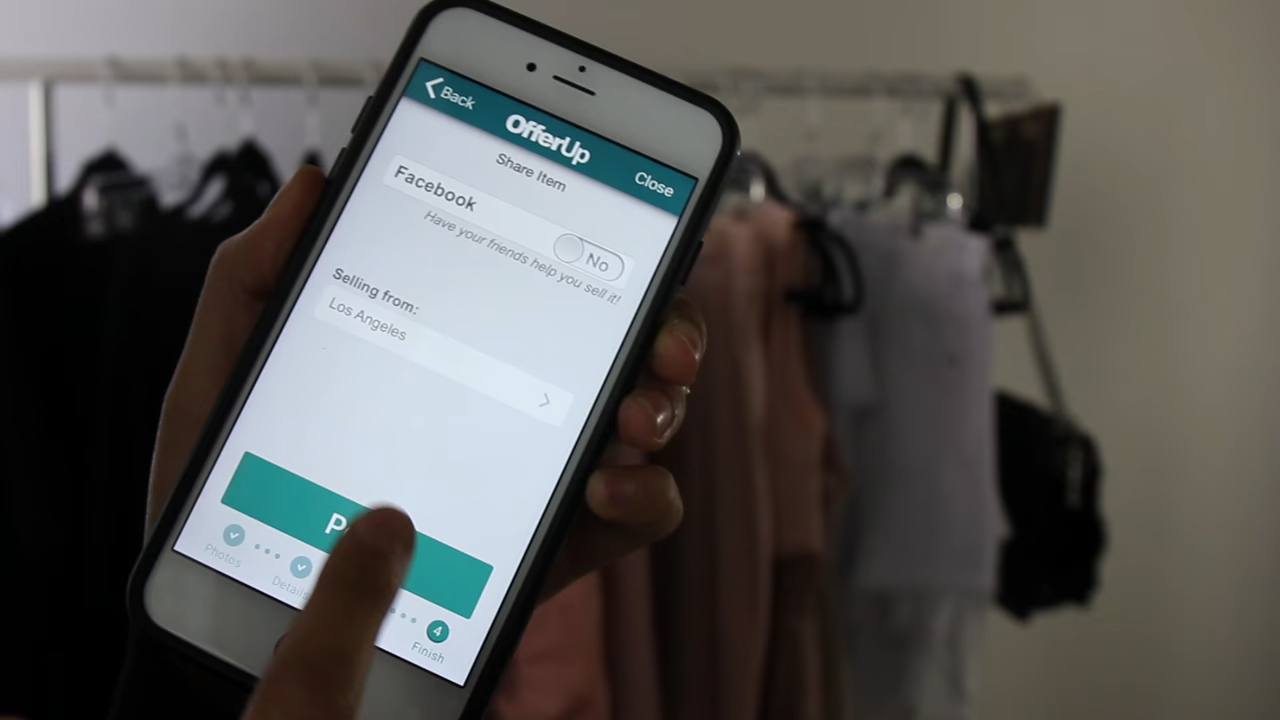 Back
OfferUp
Close
Share Item
Facebook
No
Have your friends help you sell it!
Selling from:
Los Angeles
Photos
Details
4
Finish